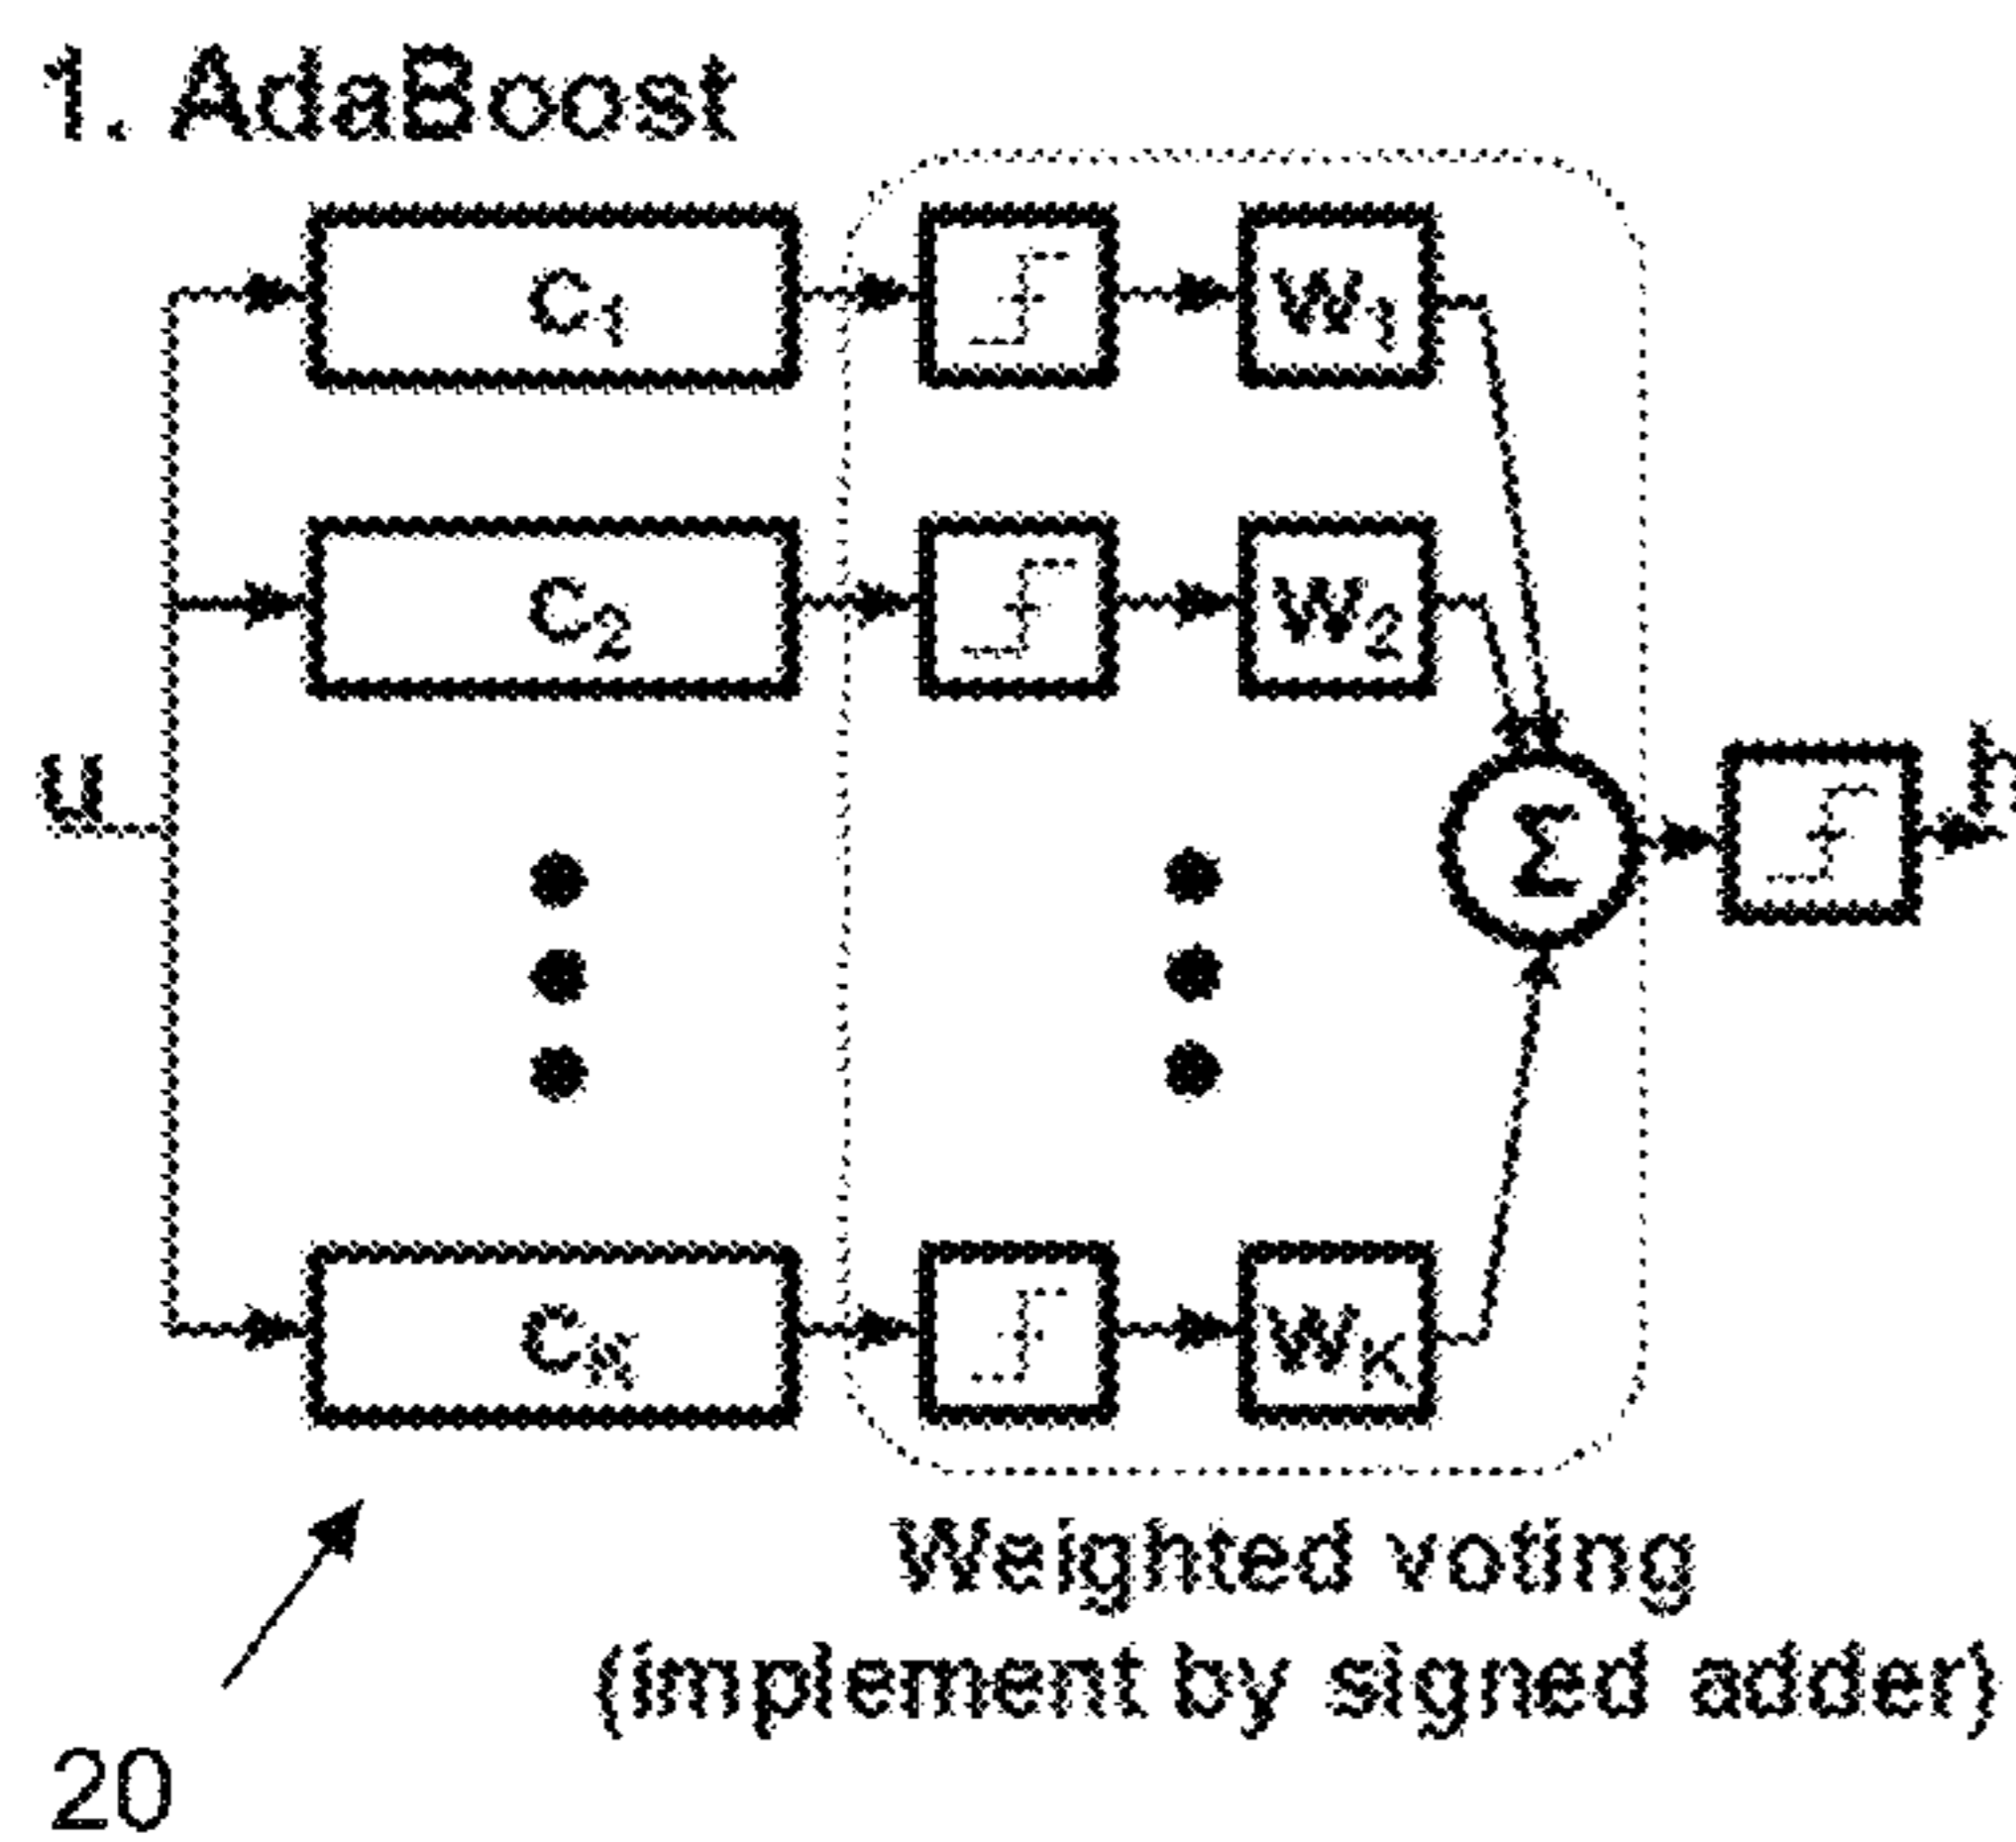 1. AdaBoost
C1
W1
C2
W2
u
Σ
h
CK
WK
Weighted voting
(implement by signed adder)
20